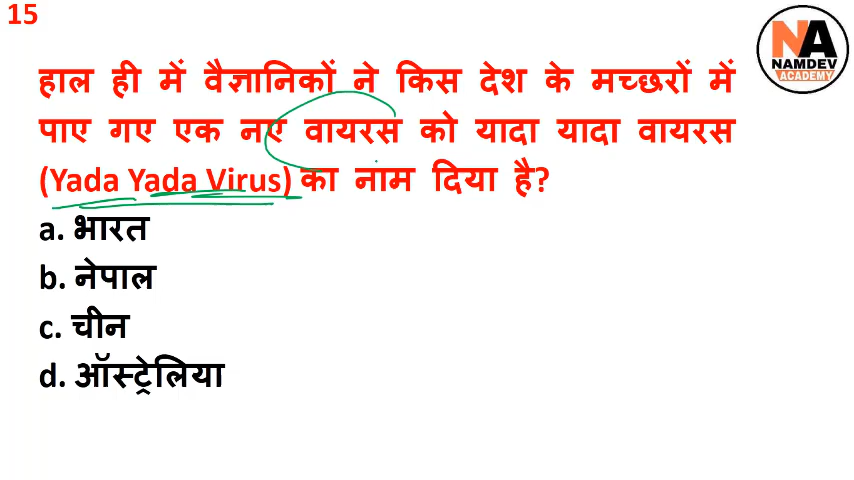 15
NA
NAMDEV
ACADEMY
हाल ही में वैज्ञानिकों ने किस देश के मच्छरों में
पाए गए एक नए वायरस को यादा यादा वायरस
(Yada Yada Virus) का नाम दिया है?
a. भारत
b. नेपाल
c. चीन
d. ऑस्ट्रेलिया